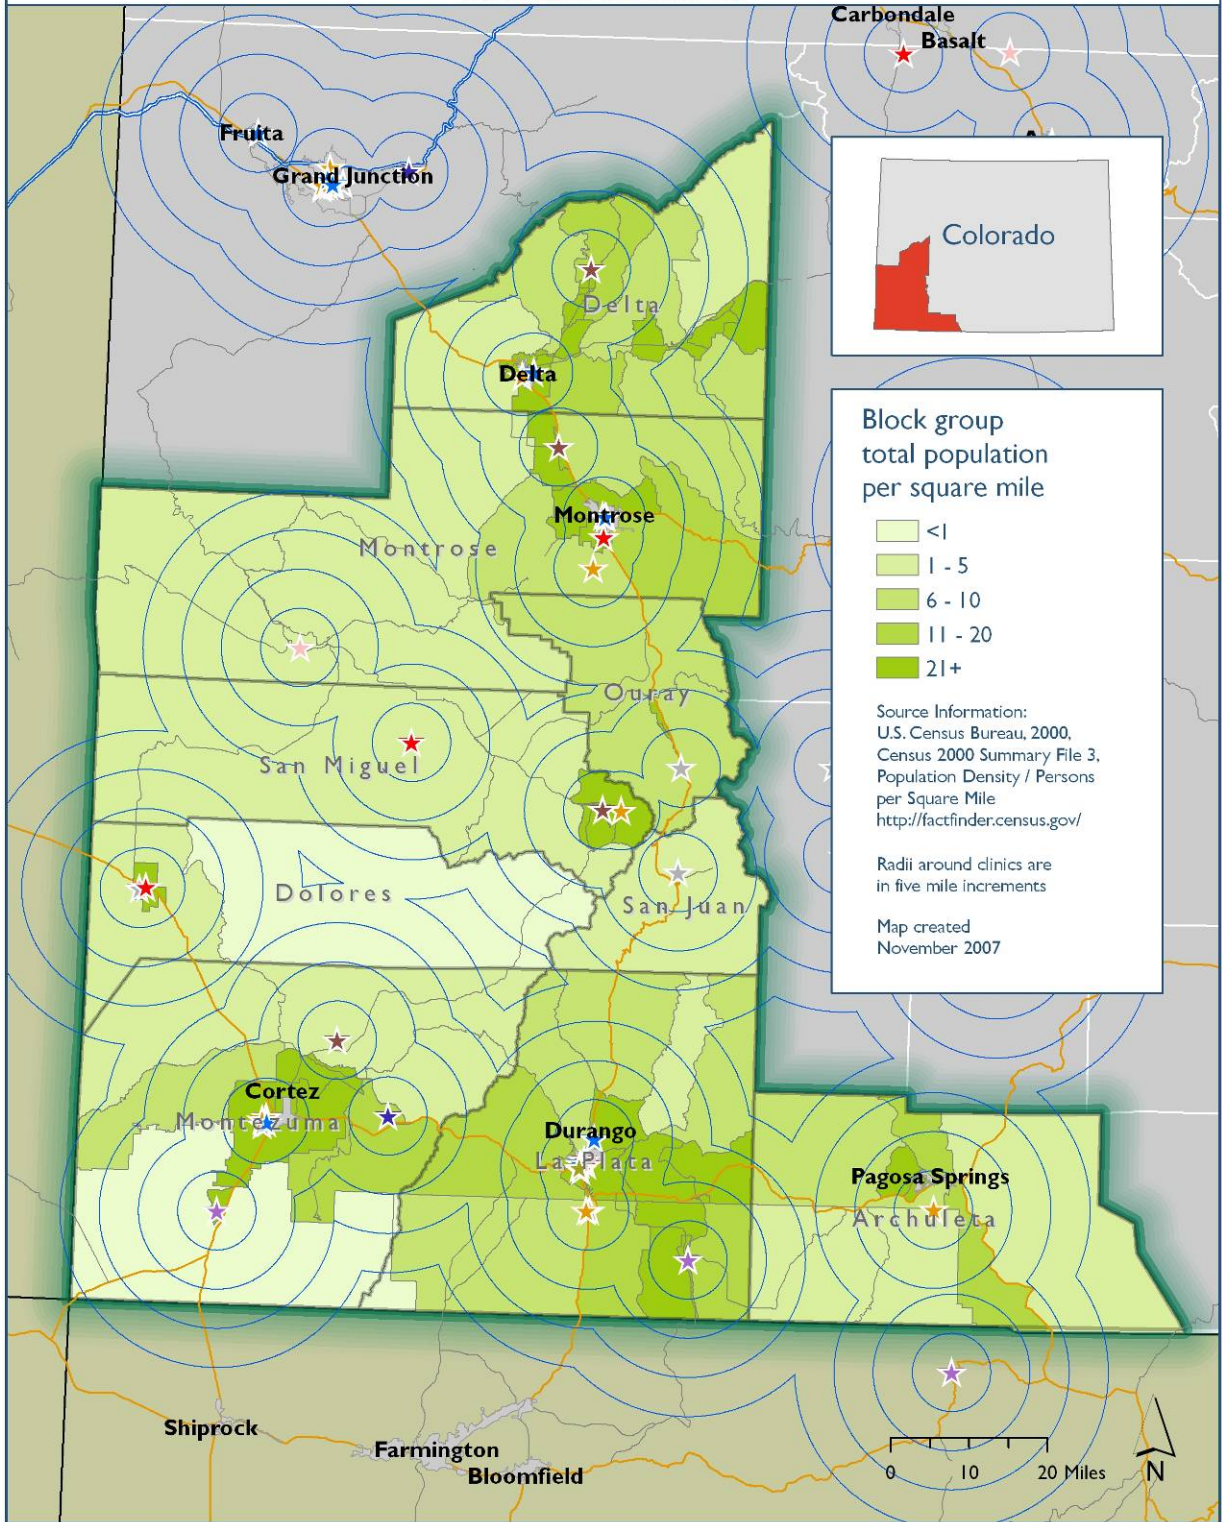 Carbondale
Basalt
Fruita
Grand Junction
A
Colorado
Delta
Delta
Block group
total population
per square mile
<1
1 - 5
6 - 10
11 - 20
21+
Montrose
Montrose
Ouray
Source Information:
U.S. Census Bureau, 2000,
Census 2000 Summary File 3,
Population Density / Persons
per Square Mile
http://factfinder.census.gov/
San Miguel
Radii around clinics are
in five mile increments
Dolores
San Juan
Map created
November 2007
Cortez
Montezuma
Durango
La Plata
Pagosa Springs
Archuleta
Shiprock
Farmington
Bloomfield
0 10 20 Miles
N